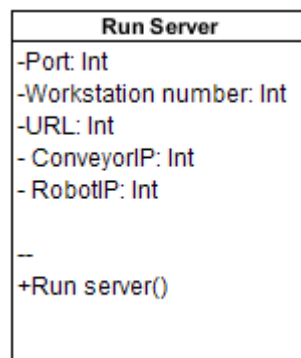 Run Server
-Port: Int
-Workstation number: Int
-URL: Int
- ConveyorIP: Int
- RobotIP: Int
--
+Run server()